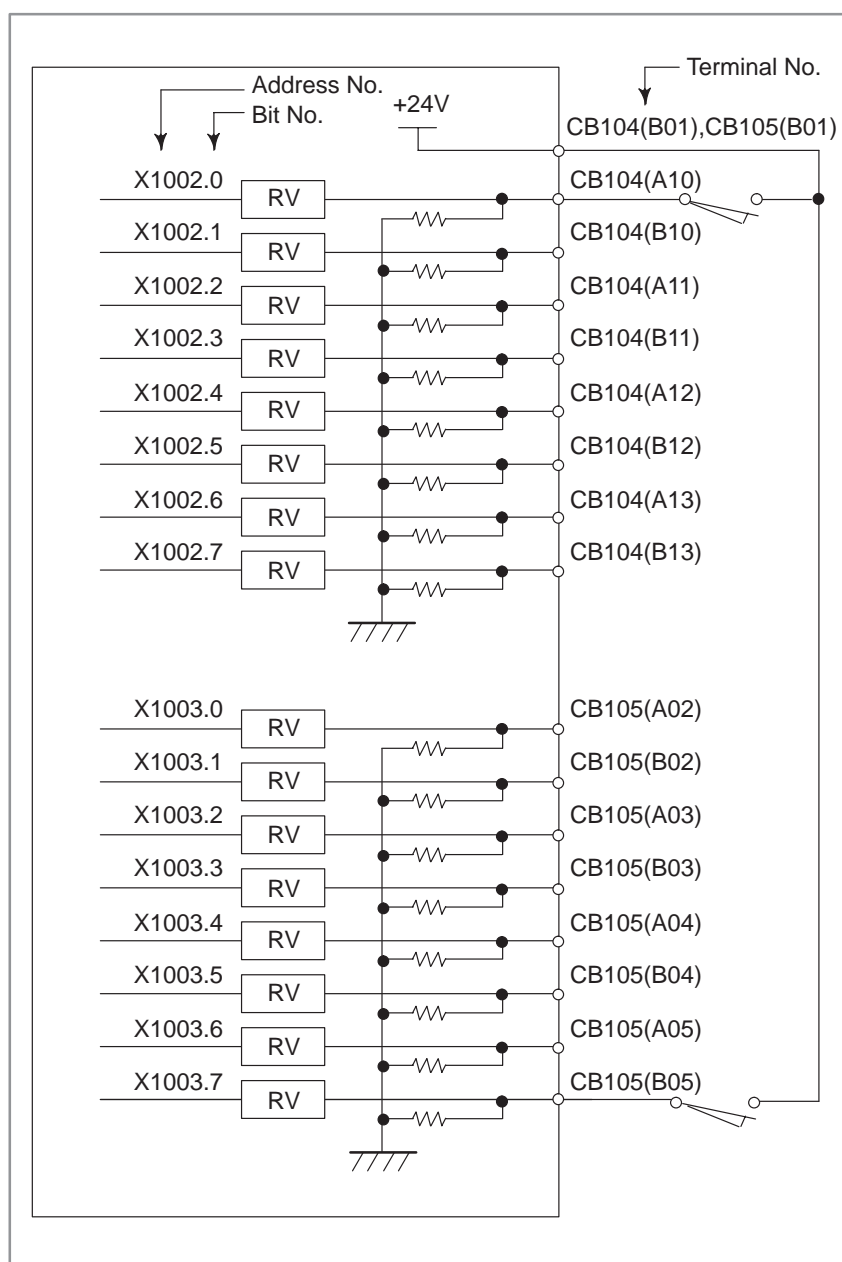 Address No.
Bit No.
+24V
Terminal No.
CB104(B01),CB105(B01)
X1002.0 RV CB104(A10)
X1002.1 RV CB104(B10)
X1002.2 RV CB104(A11)
X1002.3 RV CB104(B11)
X1002.4 RV CB104(A12)
X1002.5 RV CB104(B12)
X1002.6 RV CB104(A13)
X1002.7 RV CB104(B13)
X1003.0 RV CB105(A02)
X1003.1 RV CB105(B02)
X1003.2 RV CB105(A03)
X1003.3 RV CB105(B03)
X1003.4 RV CB105(A04)
X1003.5 RV CB105(B04)
X1003.6 RV CB105(A05)
X1003.7 RV CB105(B05)